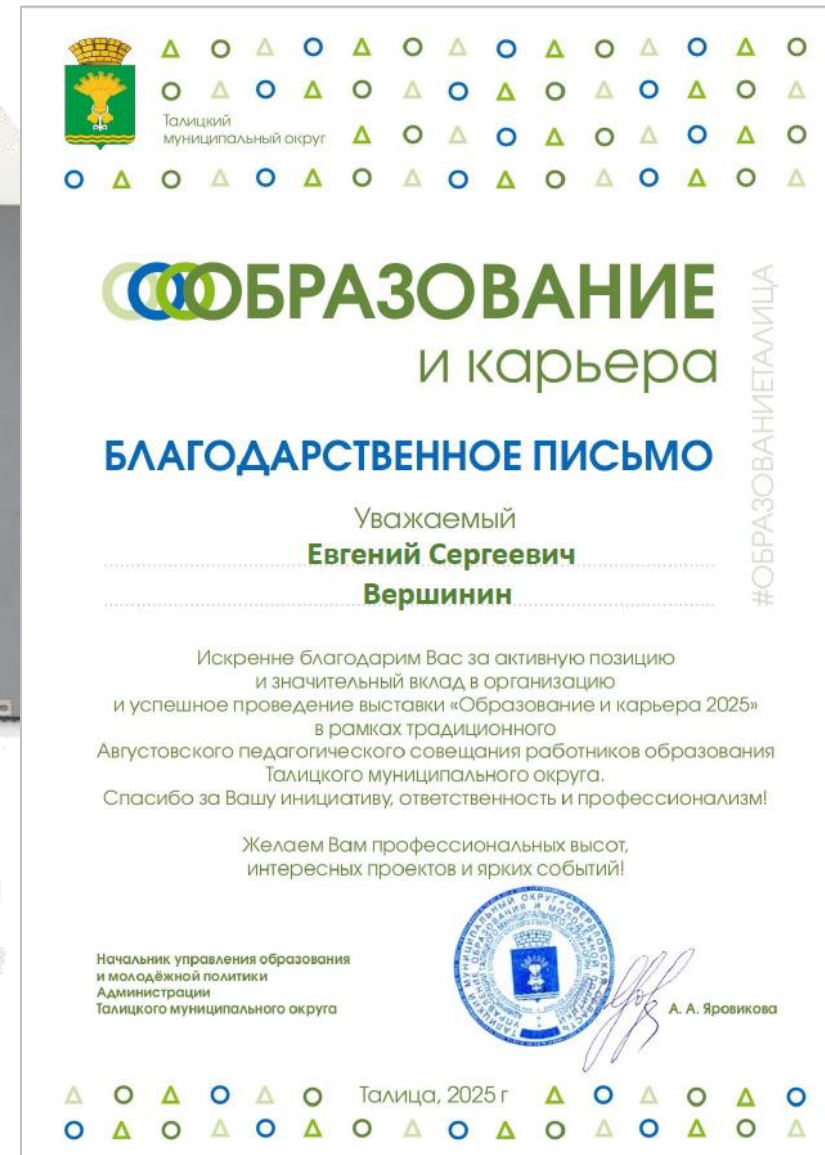 Талицкий
муниципальный округ
ОБРАЗОВАНИЕ
и карьера
#ОБРАЗОВАНИЕТАЛИЦА
БЛАГОДАРСТВЕННОЕ ПИСЬМО
Уважаемый
Евгений Сергеевич
Вершинин
Искренне благодарим Вас за активную позицию
и значительный вклад в организацию
и успешное проведение выставки «Образование и карьера 2025»
в рамках традиционного
Августовского педагогического совещания работников образования
Талицкого муниципального округа.
Спасибо за Вашу инициативу, ответственность и профессионализм!
Желаем Вам профессиональных высот,
интересных проектов и ярких событий!
Начальник управления образования
и молодёжной политики
Администрации
Талицкого муниципального округа
А. А. Яровикова
Талица, 2025 г